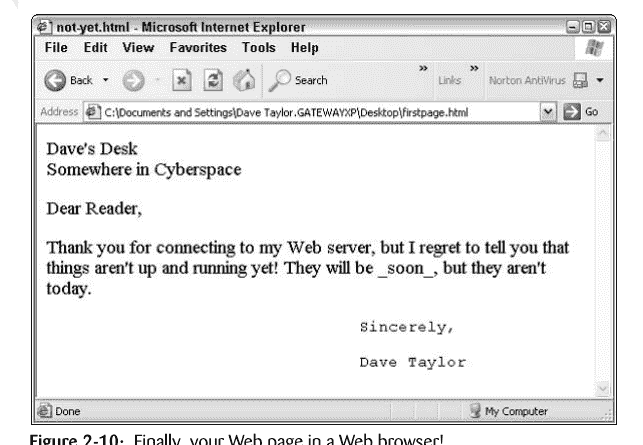 not-yet.html - Microsoft Internet Explorer
File Edit View Favorites Tools Help
Back Search » Links » Norton AntiVirus
Address C:\Documents and Settings\Dave Taylor.GATEWAYXP\Desktop\firstpage.html Go
Dave's Desk
Somewhere in Cyberspace
Dear Reader,
Thank you for connecting to my Web server, but I regret to tell you that
things aren't up and running yet! They will be _soon_, but they aren't
today.
Sincerely,
Dave Taylor
Done My Computer
Figure 2-10: Finally, your Web page in a Web browser!